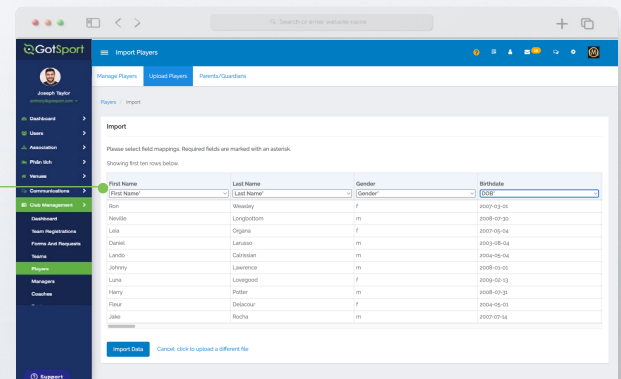 Search or enter website name
GotSport
Import Players
Joseph Taylor
Manage Players
Upload Players
Parents/Guardians
Players / Import
Dashboard
Users
Association
Phân tích
Venues
Communications
Club Management
Dashboard
Team Registrations
Forms And Requests
Teams
Players
Managers
Coaches
Support
Import
Please select field mappings. Required fields are marked with an asterisk.
Showing first ten rows below.
First Name Last Name Gender Birthdate
First Name* Last Name* Gender* DOB*
Ron Weasley f 2007-03-01
Neville Longbottom m 2008-07-30
Leia Organa f 2007-05-04
Daniel Larusso m 2003-08-04
Lando Calrissian m 2004-05-04
Johnny Lawrence m 2008-01-01
Luna Lovegood f 2009-02-13
Harry Potter m 2008-07-31
Fleur Delacour f 2004-05-01
Jake Rocha m 2007-07-14
Import Data
Cancel, click to upload a different file